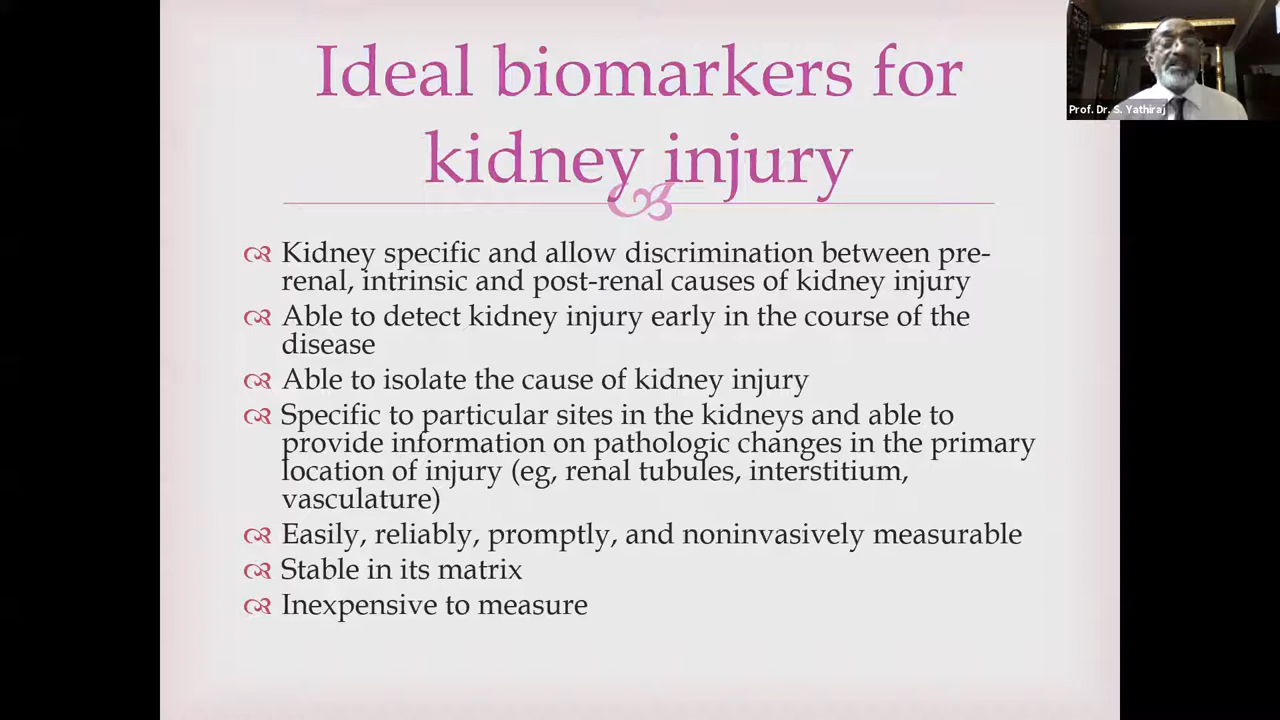 Ideal biomarkers for
kidney injury
Kidney specific and allow discrimination between pre-
renal, intrinsic and post-renal causes of kidney injury
Able to detect kidney injury early in the course of the
disease
Able to isolate the cause of kidney injury
Specific to particular sites in the kidneys and able to
provide information on pathologic changes in the primary
location of injury (eg, renal tubules, interstitium,
vasculature)
Easily, reliably, promptly, and noninvasively measurable
Stable in its matrix
Inexpensive to measure
Prof. Dr. S. Yathiraj